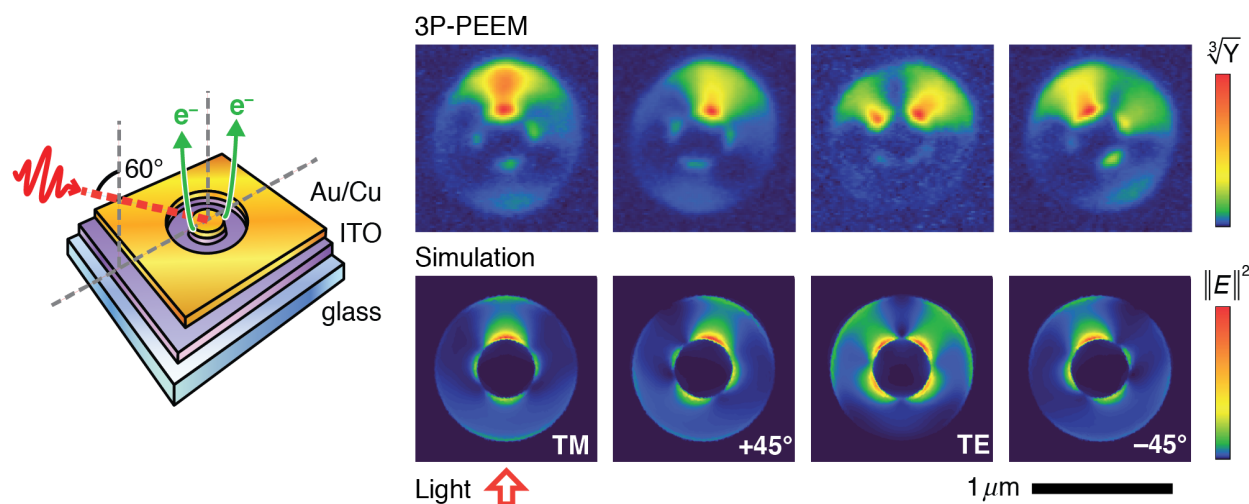 3P-PEEM
∛Y
e⁻
e⁻
60°
Au/Cu
ITO
glass
Simulation
‖E‖²
TM
+45°
TE
−45°
Light
1 μm